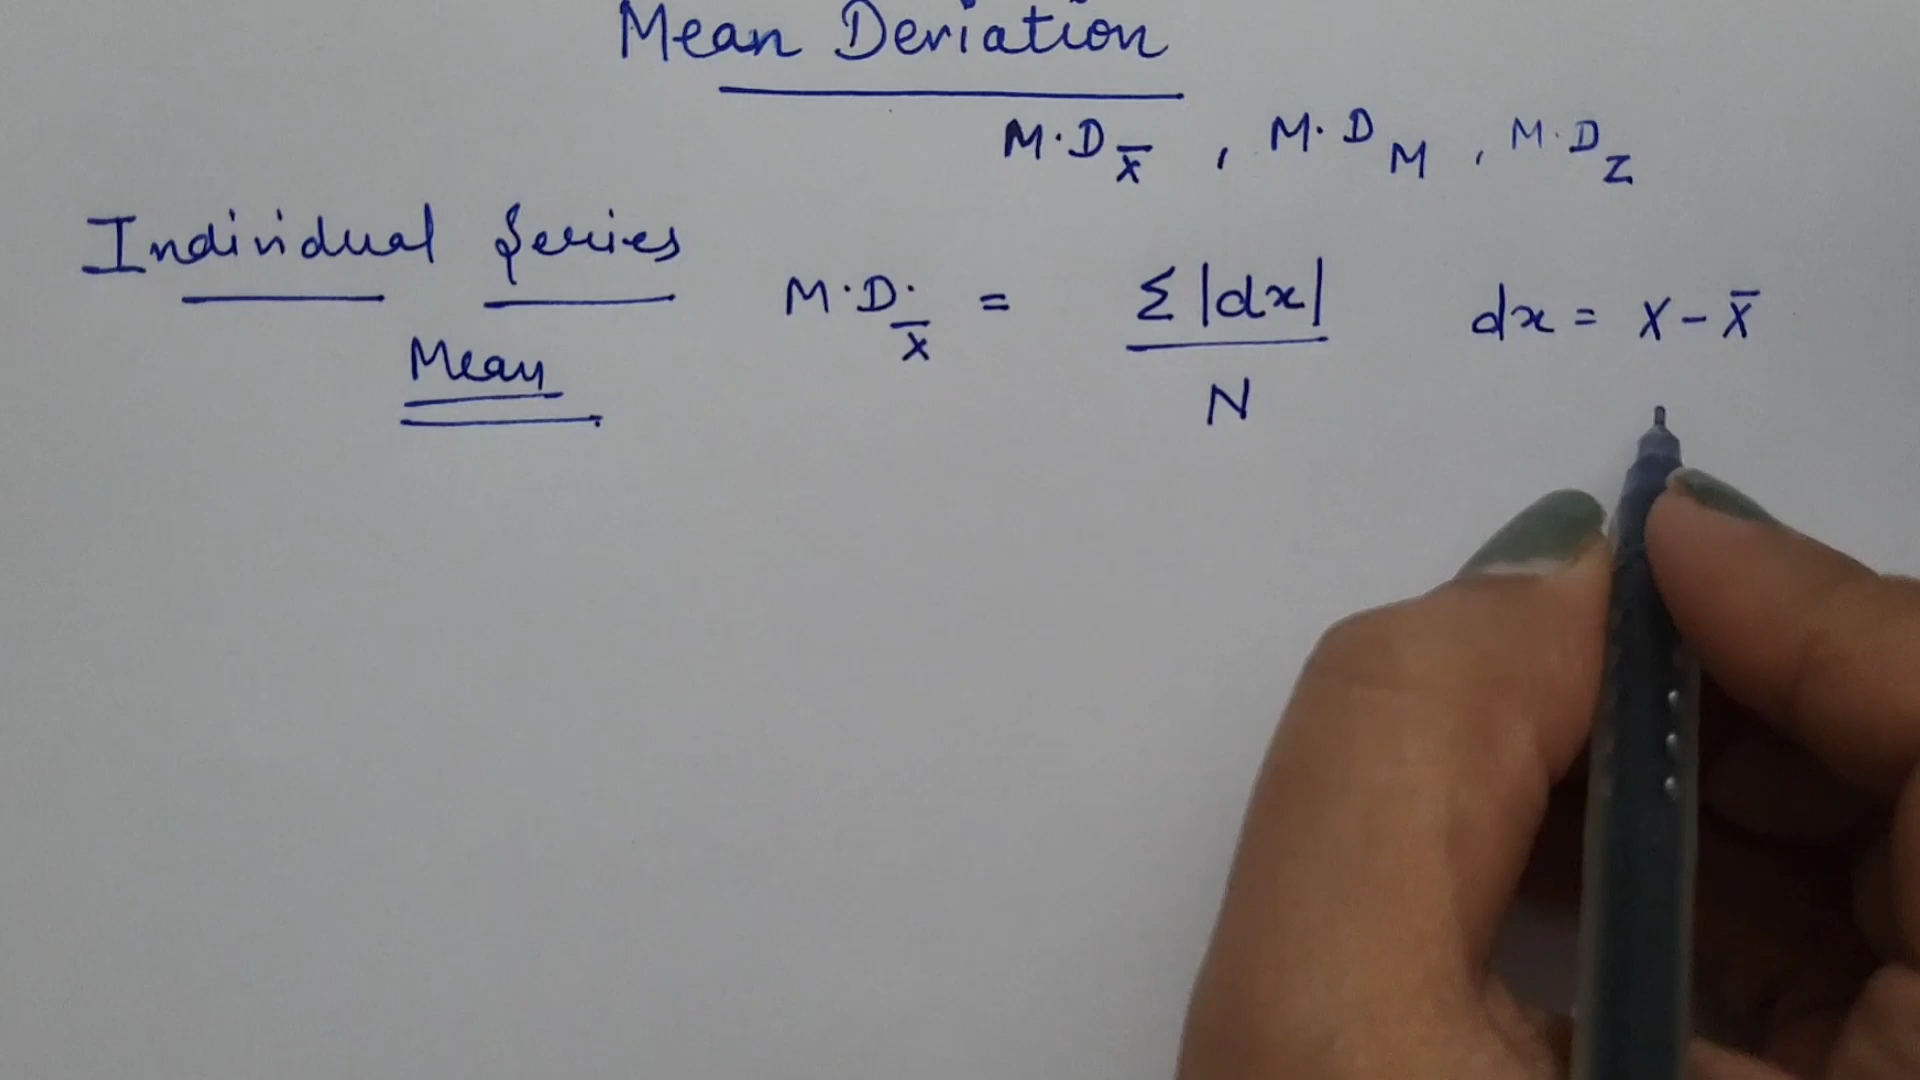 Mean Deviation
M.D x̄ , M.D M , M.D Z
Individual Series
M.D. x̄ = Σ|dx| / N dx = X - X̄
Mean